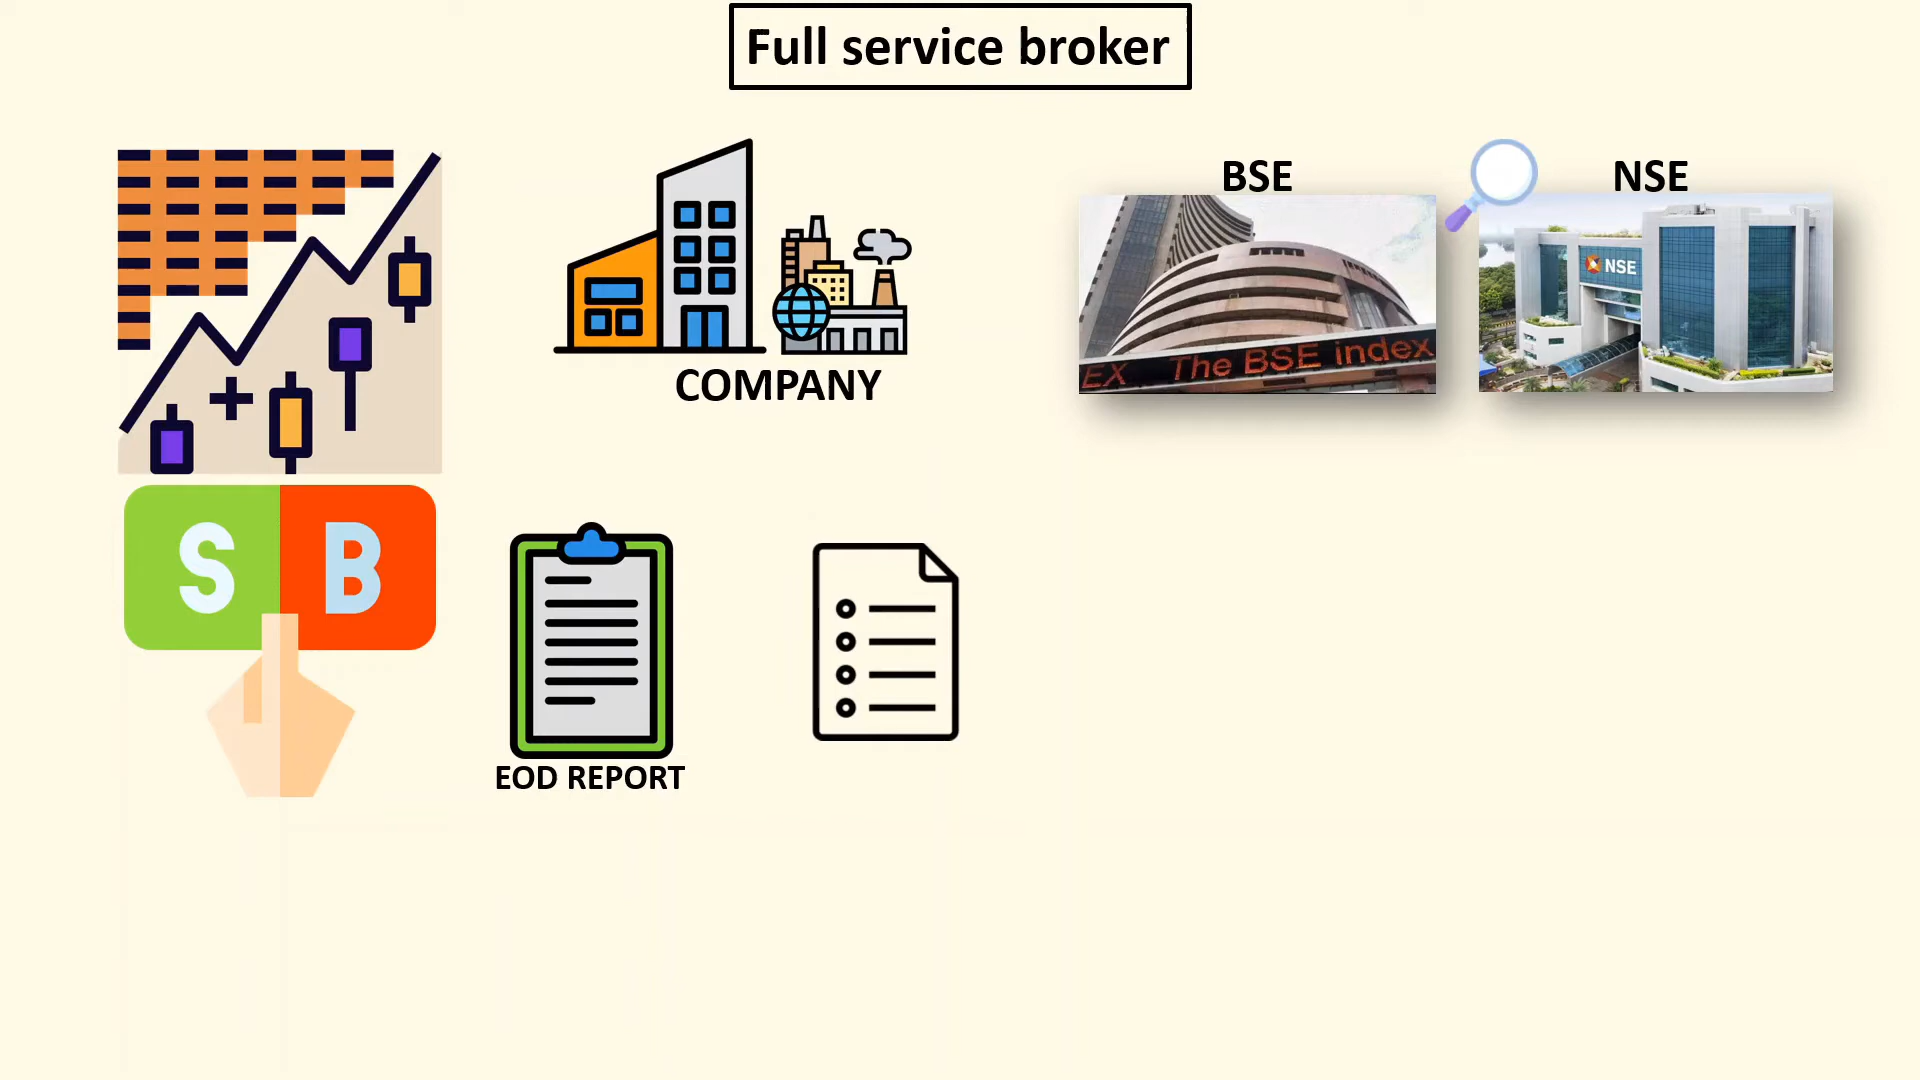 Full service broker
BSE
NSE
NSE
EX The BSE index
COMPANY
S B
EOD REPORT